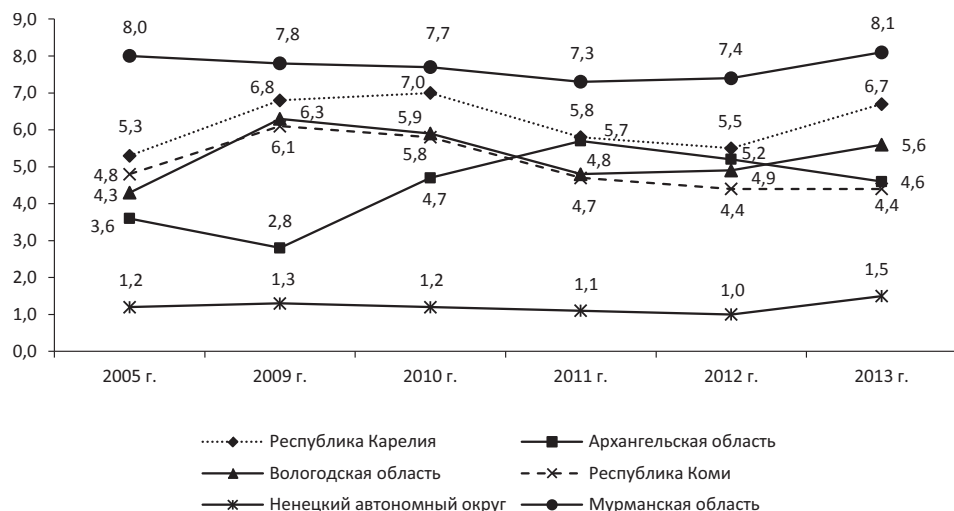 9,0
8,0
7,0
6,0
5,0
4,0
3,0
2,0
1,0
0,0
8,0 7,8 7,7 7,3 7,4 8,1
5,3 6,8 7,0 5,8 5,5 6,7
4,8 6,1 5,8 4,7 4,4 4,4
4,3 6,3 5,9 4,8 4,9 5,6
3,6 2,8 4,7 5,7 5,2 4,6
1,2 1,3 1,2 1,1 1,0 1,5
2005 г. 2009 г. 2010 г. 2011 г. 2012 г. 2013 г.
Республика Карелия Архангельская область
Вологодская область Республика Коми
Ненецкий автономный округ Мурманская область